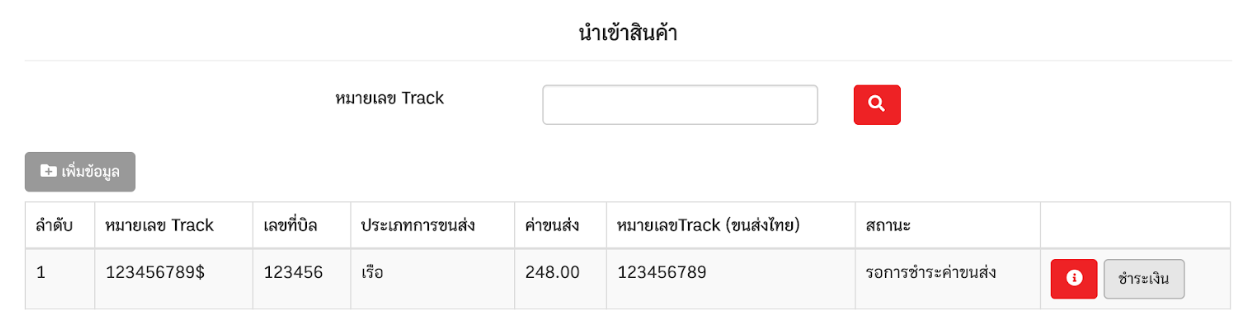 นำเข้าสินค้า
หมายเลข Track
เพิ่มข้อมูล
ลำดับ หมายเลข Track เลขที่บิล ประเภทการขนส่ง ค่าขนส่ง หมายเลขTrack (ขนส่งไทย) สถานะ
1 123456789$ 123456 เรือ 248.00 123456789 รอการชำระค่าขนส่ง ชำระเงิน